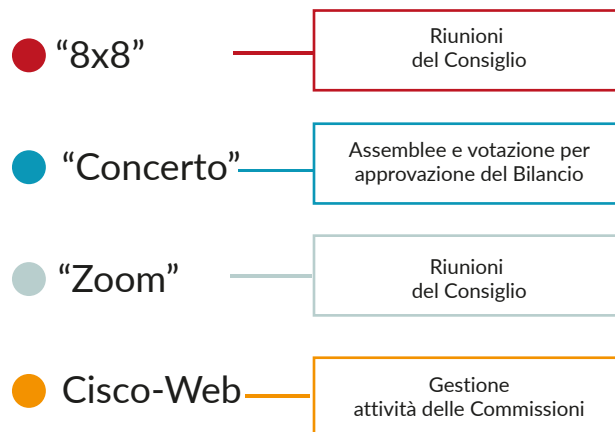 “8x8”
Riunioni
del Consiglio
“Concerto”
Assemblee e votazione per
approvazione del Bilancio
“Zoom”
Riunioni
del Consiglio
Cisco-Web
Gestione
attività delle Commissioni